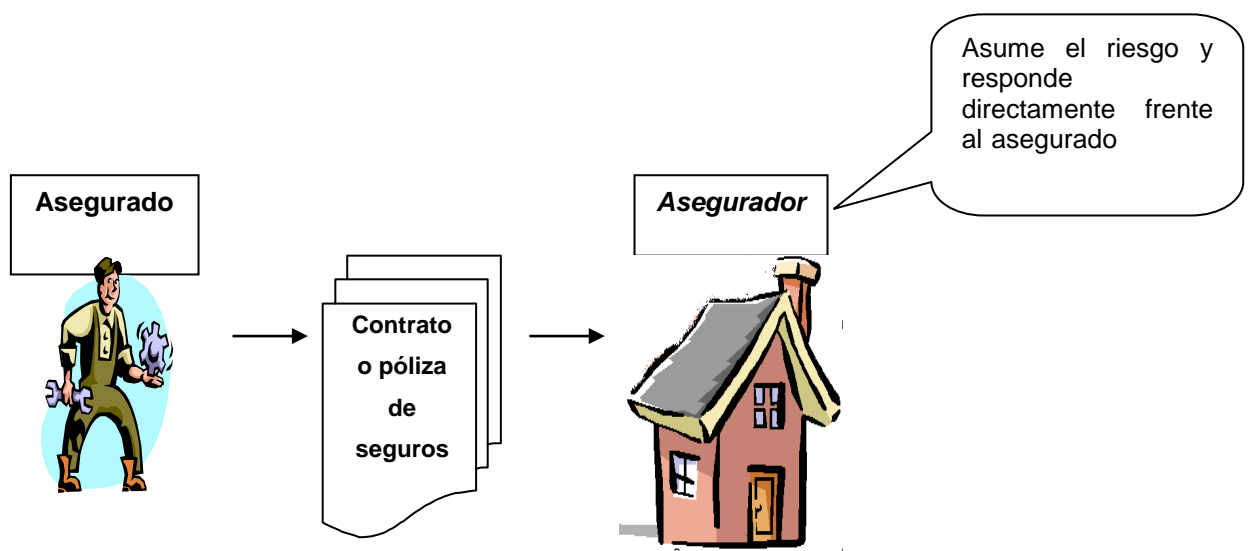 Asume el riesgo y
responde
directamente frente
al asegurado
Asegurado
Asegurador
Contrato
o póliza
de
seguros